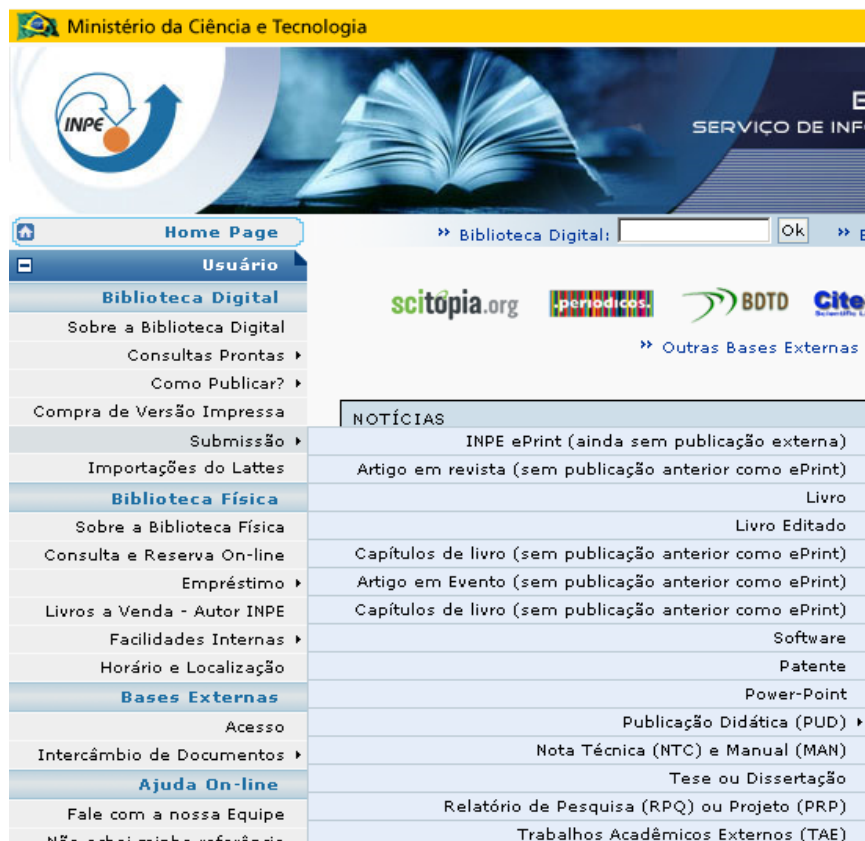 Ministério da Ciência e Tecnologia
INPE
SERVIÇO DE INF
Home Page
Biblioteca Digital:
Ok
Usuário
Biblioteca Digital
scitopia.org
.periodicos.
BDTD
Cite
Sobre a Biblioteca Digital
Consultas Prontas
Outras Bases Externas
Como Publicar?
Compra de Versão Impressa
NOTÍCIAS
Submissão
INPE ePrint (ainda sem publicação externa)
Importações do Lattes
Artigo em revista (sem publicação anterior como ePrint)
Biblioteca Física
Livro
Sobre a Biblioteca Física
Livro Editado
Consulta e Reserva On-line
Capítulos de livro (sem publicação anterior como ePrint)
Empréstimo
Artigo em Evento (sem publicação anterior como ePrint)
Livros a Venda - Autor INPE
Capítulos de livro (sem publicação anterior como ePrint)
Facilidades Internas
Software
Horário e Localização
Patente
Bases Externas
Power-Point
Acesso
Publicação Didática (PUD)
Intercâmbio de Documentos
Nota Técnica (NTC) e Manual (MAN)
Ajuda On-line
Tese ou Dissertação
Fale com a nossa Equipe
Relatório de Pesquisa (RPQ) ou Projeto (PRP)
Trabalhos Acadêmicos Externos (TAE)